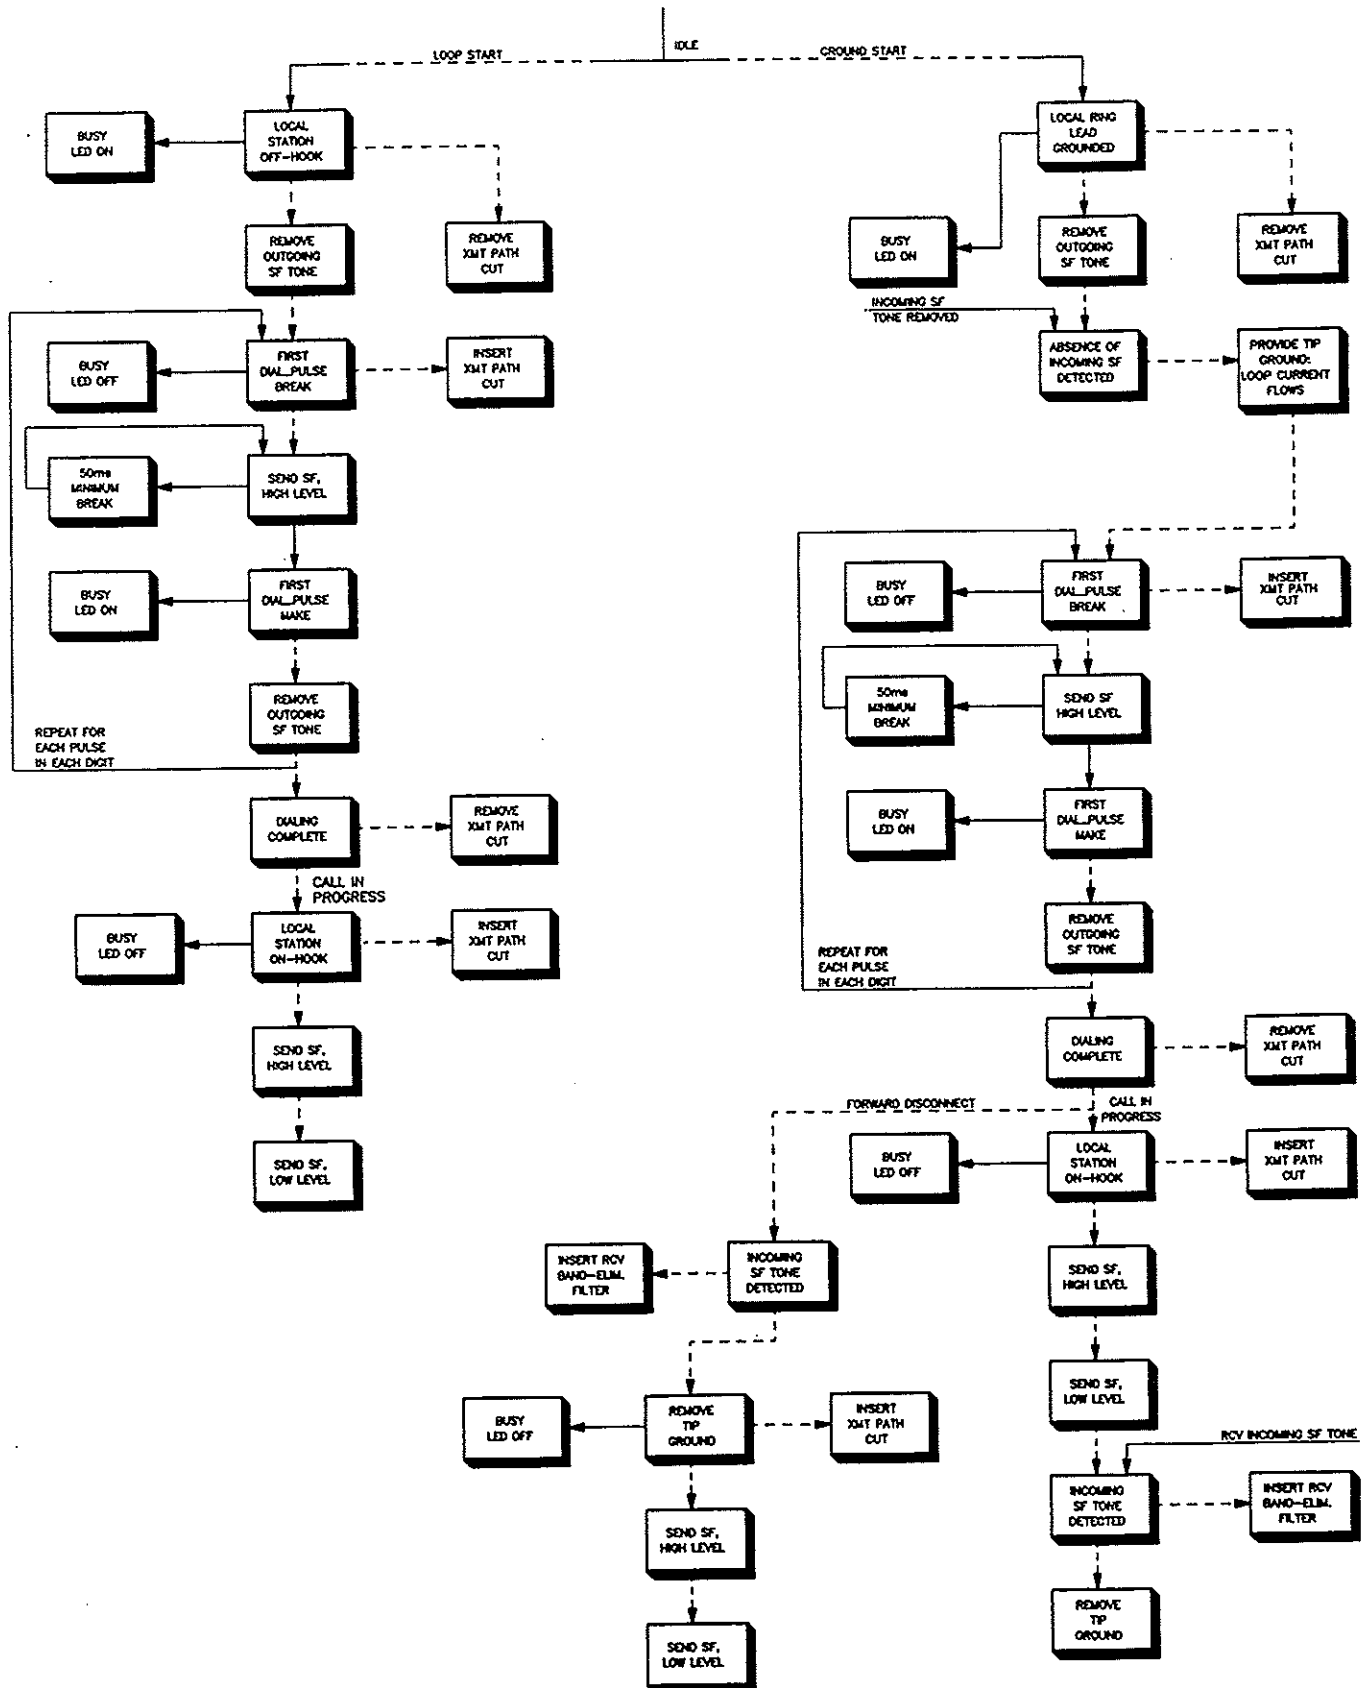 IDLE
LOOP START
GROUND START
BUSY
LED ON
LOCAL
STATION
OFF-HOOK
REMOVE
OUTGOING
SF TONE
REMOVE
XMT PATH
CUT
BUSY
LED OFF
FIRST
DIAL_PULSE
BREAK
INSERT
XMT PATH
CUT
50ms
MINIMUM
BREAK
SEND SF,
HIGH LEVEL
BUSY
LED ON
FIRST
DIAL_PULSE
MAKE
REMOVE
OUTGOING
SF TONE
REPEAT FOR
EACH PULSE
IN EACH DIGIT
DIALING
COMPLETE
REMOVE
XMT PATH
CUT
CALL IN
PROGRESS
BUSY
LED OFF
LOCAL
STATION
ON-HOOK
INSERT
XMT PATH
CUT
SEND SF,
HIGH LEVEL
SEND SF,
LOW LEVEL
LOCAL RING
LEAD
GROUNDED
BUSY
LED ON
REMOVE
OUTGOING
SF TONE
REMOVE
XMT PATH
CUT
INCOMING SF
TONE REMOVED
ABSENCE OF
INCOMING SF
DETECTED
PROVIDE TIP
GROUND:
LOOP CURRENT
FLOWS
BUSY
LED OFF
FIRST
DIAL_PULSE
BREAK
INSERT
XMT PATH
CUT
50ms
MINIMUM
BREAK
SEND SF
HIGH LEVEL
BUSY
LED ON
FIRST
DIAL_PULSE
MAKE
REMOVE
OUTGOING
SF TONE
REPEAT FOR
EACH PULSE
IN EACH DIGIT
DIALING
COMPLETE
REMOVE
XMT PATH
CUT
FORWARD DISCONNECT
CALL IN
PROGRESS
BUSY
LED OFF
LOCAL
STATION
ON-HOOK
INSERT
XMT PATH
CUT
INSERT RCV
BAND-ELIM.
FILTER
INCOMING
SF TONE
DETECTED
SEND SF,
HIGH LEVEL
SEND SF,
LOW LEVEL
BUSY
LED OFF
REMOVE
TIP
GROUND
INSERT
XMT PATH
CUT
RCV INCOMING SF TONE
INCOMING
SF TONE
DETECTED
INSERT RCV
BAND-ELIM.
FILTER
SEND SF,
HIGH LEVEL
REMOVE
TIP
GROUND
SEND SF,
LOW LEVEL